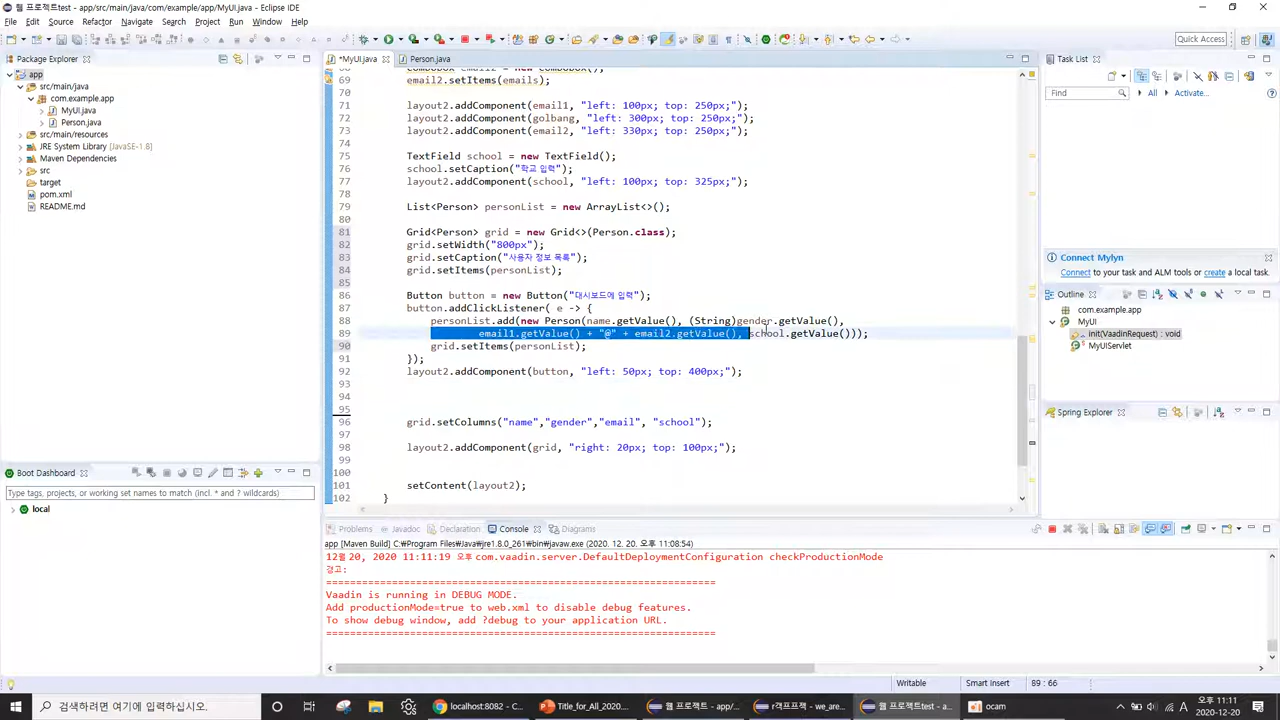 웹 프로젝트test - app/src/main/java/com/example/app/MyUI.java - Eclipse IDE
File Edit Source Refactor Navigate Search Project Run Window Help
Quick Access
Package Explorer
app
src/main/java
com.example.app
MyUI.java
Person.java
src/main/resources
JRE System Library [JavaSE-1.8]
Maven Dependencies
src
target
pom.xml
README.md
*MyUI.java
Person.java
69 email2.setItems(emails);
70
71 layout2.addComponent(email1, "left: 100px; top: 250px;");
72 layout2.addComponent(golbang, "left: 300px; top: 250px;");
73 layout2.addComponent(email2, "left: 330px; top: 250px;");
74
75 TextField school = new TextField();
76 school.setCaption("학교 입력");
77 layout2.addComponent(school, "left: 100px; top: 325px");
78
79 List<Person> personList = new ArrayList<>();
80
81 Grid<Person> grid = new Grid<>(Person.class);
82 grid.setWidth("800px");
83 grid.setCaption("사용자 정보 목록");
84 grid.setItems(personList);
85
86 Button button = new Button("대시보드에 입력");
87 button.addClickListener( e -> {
88 personList.add(new Person(name.getValue(), (String)gender.getValue(),
89 email1.getValue() + "@" + email2.getValue(), school.getValue()));
90 grid.setItems(personList);
91 });
92 layout2.addComponent(button, "left: 50px; top: 400px;");
93
94
95
96 grid.setColumns("name","gender","email", "school");
97
98 layout2.addComponent(grid, "right: 20px; top: 100px;");
99
100
101 setContent(layout2);
102 }
Task List
Find
All
Activate...
Connect Mylyn
Connect to your task and ALM tools or create a local task.
Outline
com.example.app
MyUI
init(VaadinRequest) : void
MyUIServlet
Spring Explorer
Boot Dashboard
Type tags, projects, or working set names to match (incl. * and ? wildcards)
local
Problems Javadoc Declaration Console Diagrams
app [Maven Build] C:\Program Files\Java\jre1.8.0_261\bin\javaw.exe (2020. 12. 20. 오후 11:08:54)
12월 20, 2020 11:11:19 오후 com.vaadin.server.DefaultDeploymentConfiguration checkProductionMode
경고:
=================================================================
Vaadin is running in DEBUG MODE.
Add productionMode=true to web.xml to disable debug features.
To show debug window, add ?debug to your application URL.
=================================================================
Writable
Smart Insert
89 : 66
검색하려면 여기에 입력하십시오.
localhost:8082 - C...
Title_for_All_2020...
eclipse - app/...
r객프프잭 - we_are...
웹 프로젝트test - a...
ocam
오후 11:11
2020-12-20